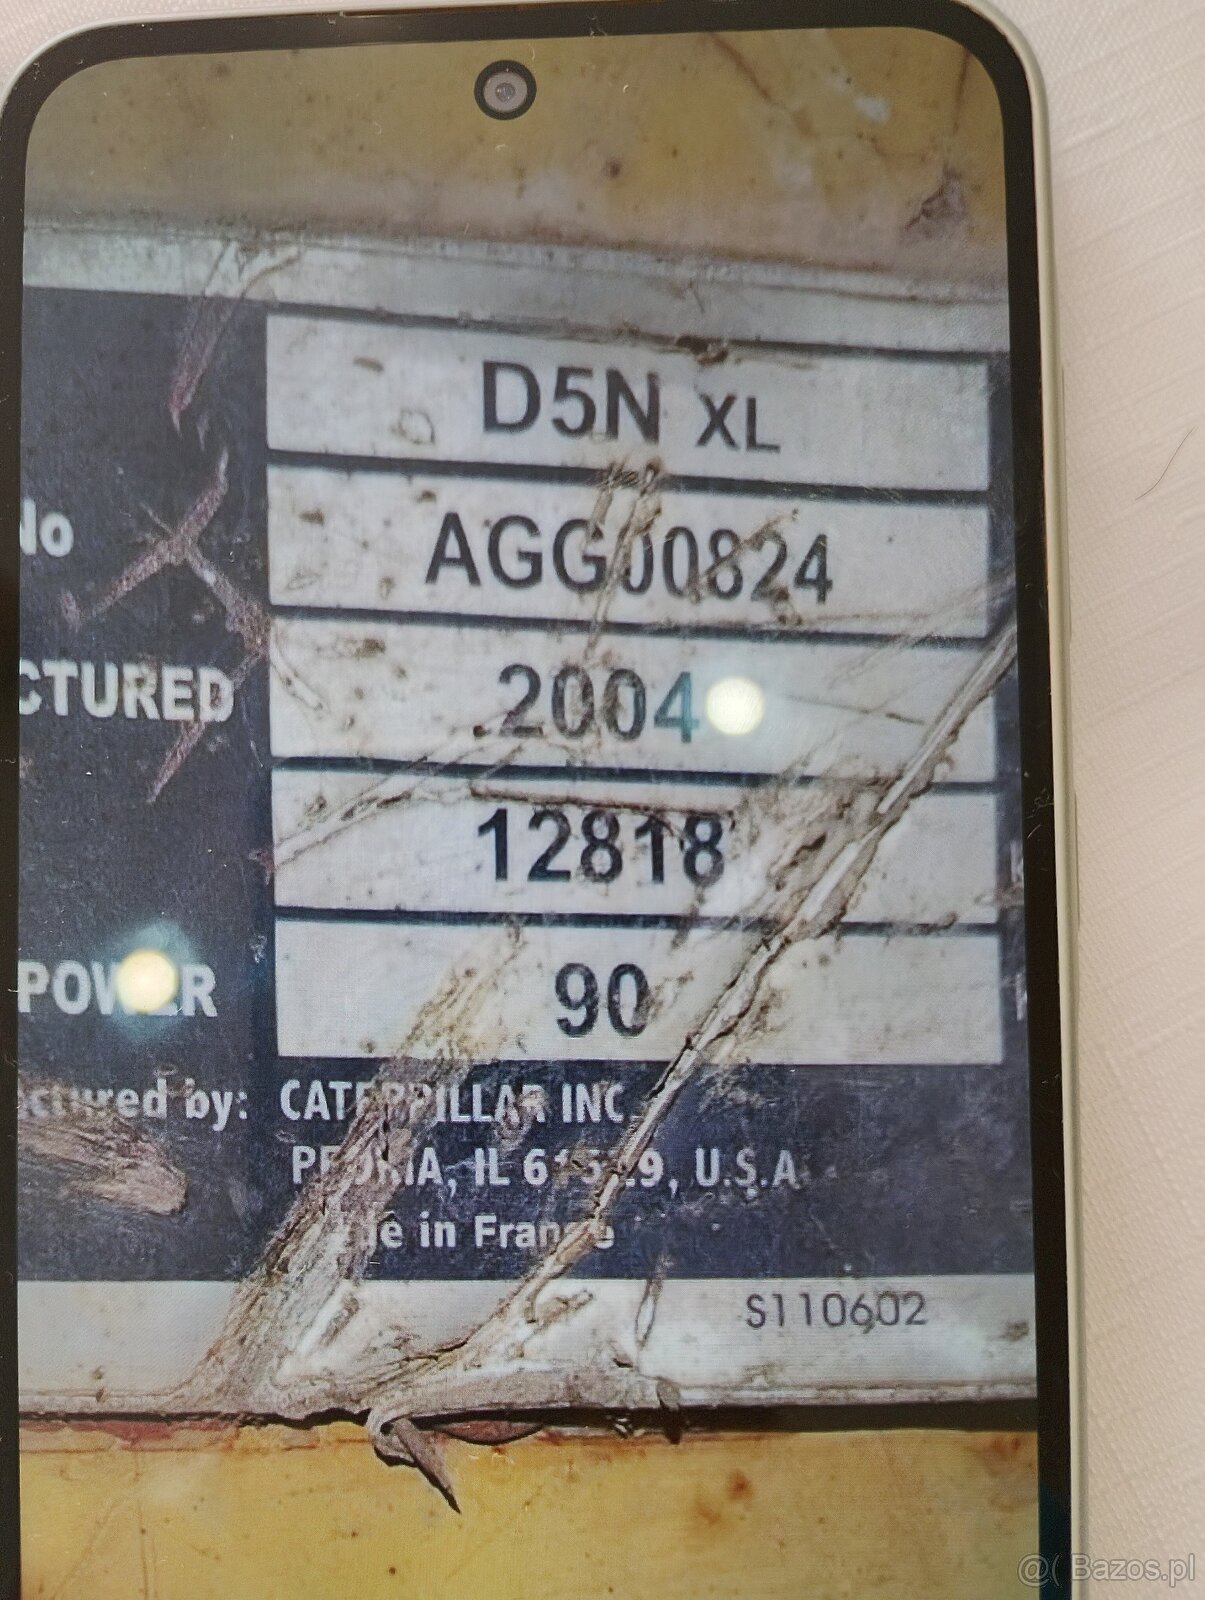 D5N XL
No AGG00824
CTURED 2004
12818
POWER 90
ctured by: CATERPILLAR INC.
PEORIA, IL 61629, U.S.A
in France
S110602
@( Bazos.pl